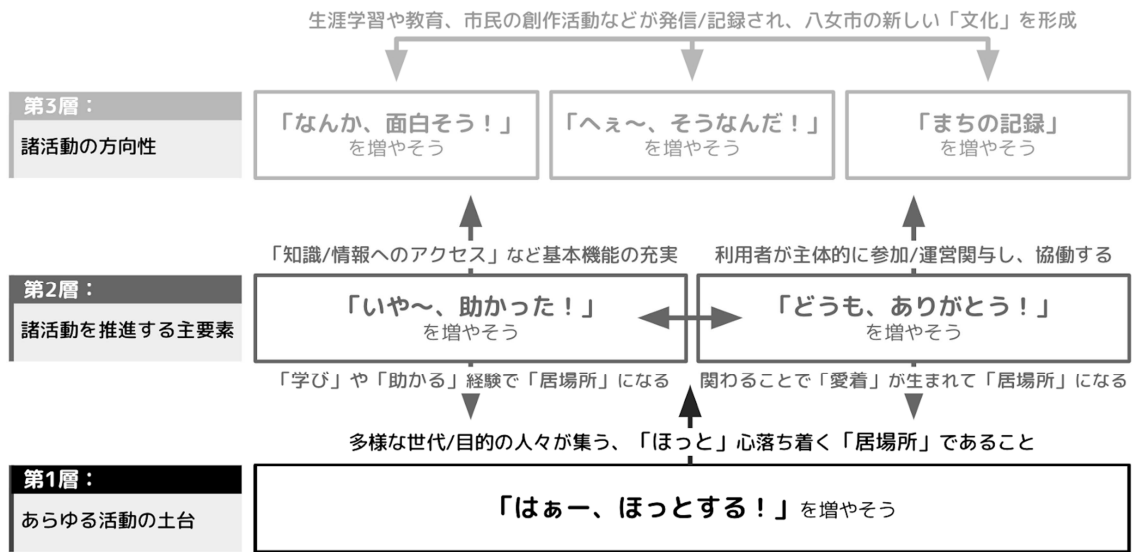 生涯学習や教育、市民の創作活動などが発信/記録され、八女市の新しい「文化」を形成
第3層：
諸活動の方向性
「なんか、面白そう！」
を増やそう
「へぇ～、そうなんだ！」
を増やそう
「まちの記録」
を増やそう
「知識/情報へのアクセス」など基本機能の充実
利用者が主体的に参加/運営関与し、協働する
第2層：
諸活動を推進する主要素
「いや～、助かった！」
を増やそう
「どうも、ありがとう！」
を増やそう
「学び」や「助かる」経験で「居場所」になる
関わることで「愛着」が生まれて「居場所」になる
多様な世代/目的の人々が集う、「ほっと」心落ち着く「居場所」であること
第1層：
あらゆる活動の土台
「はぁー、ほっとする！」を増やそう